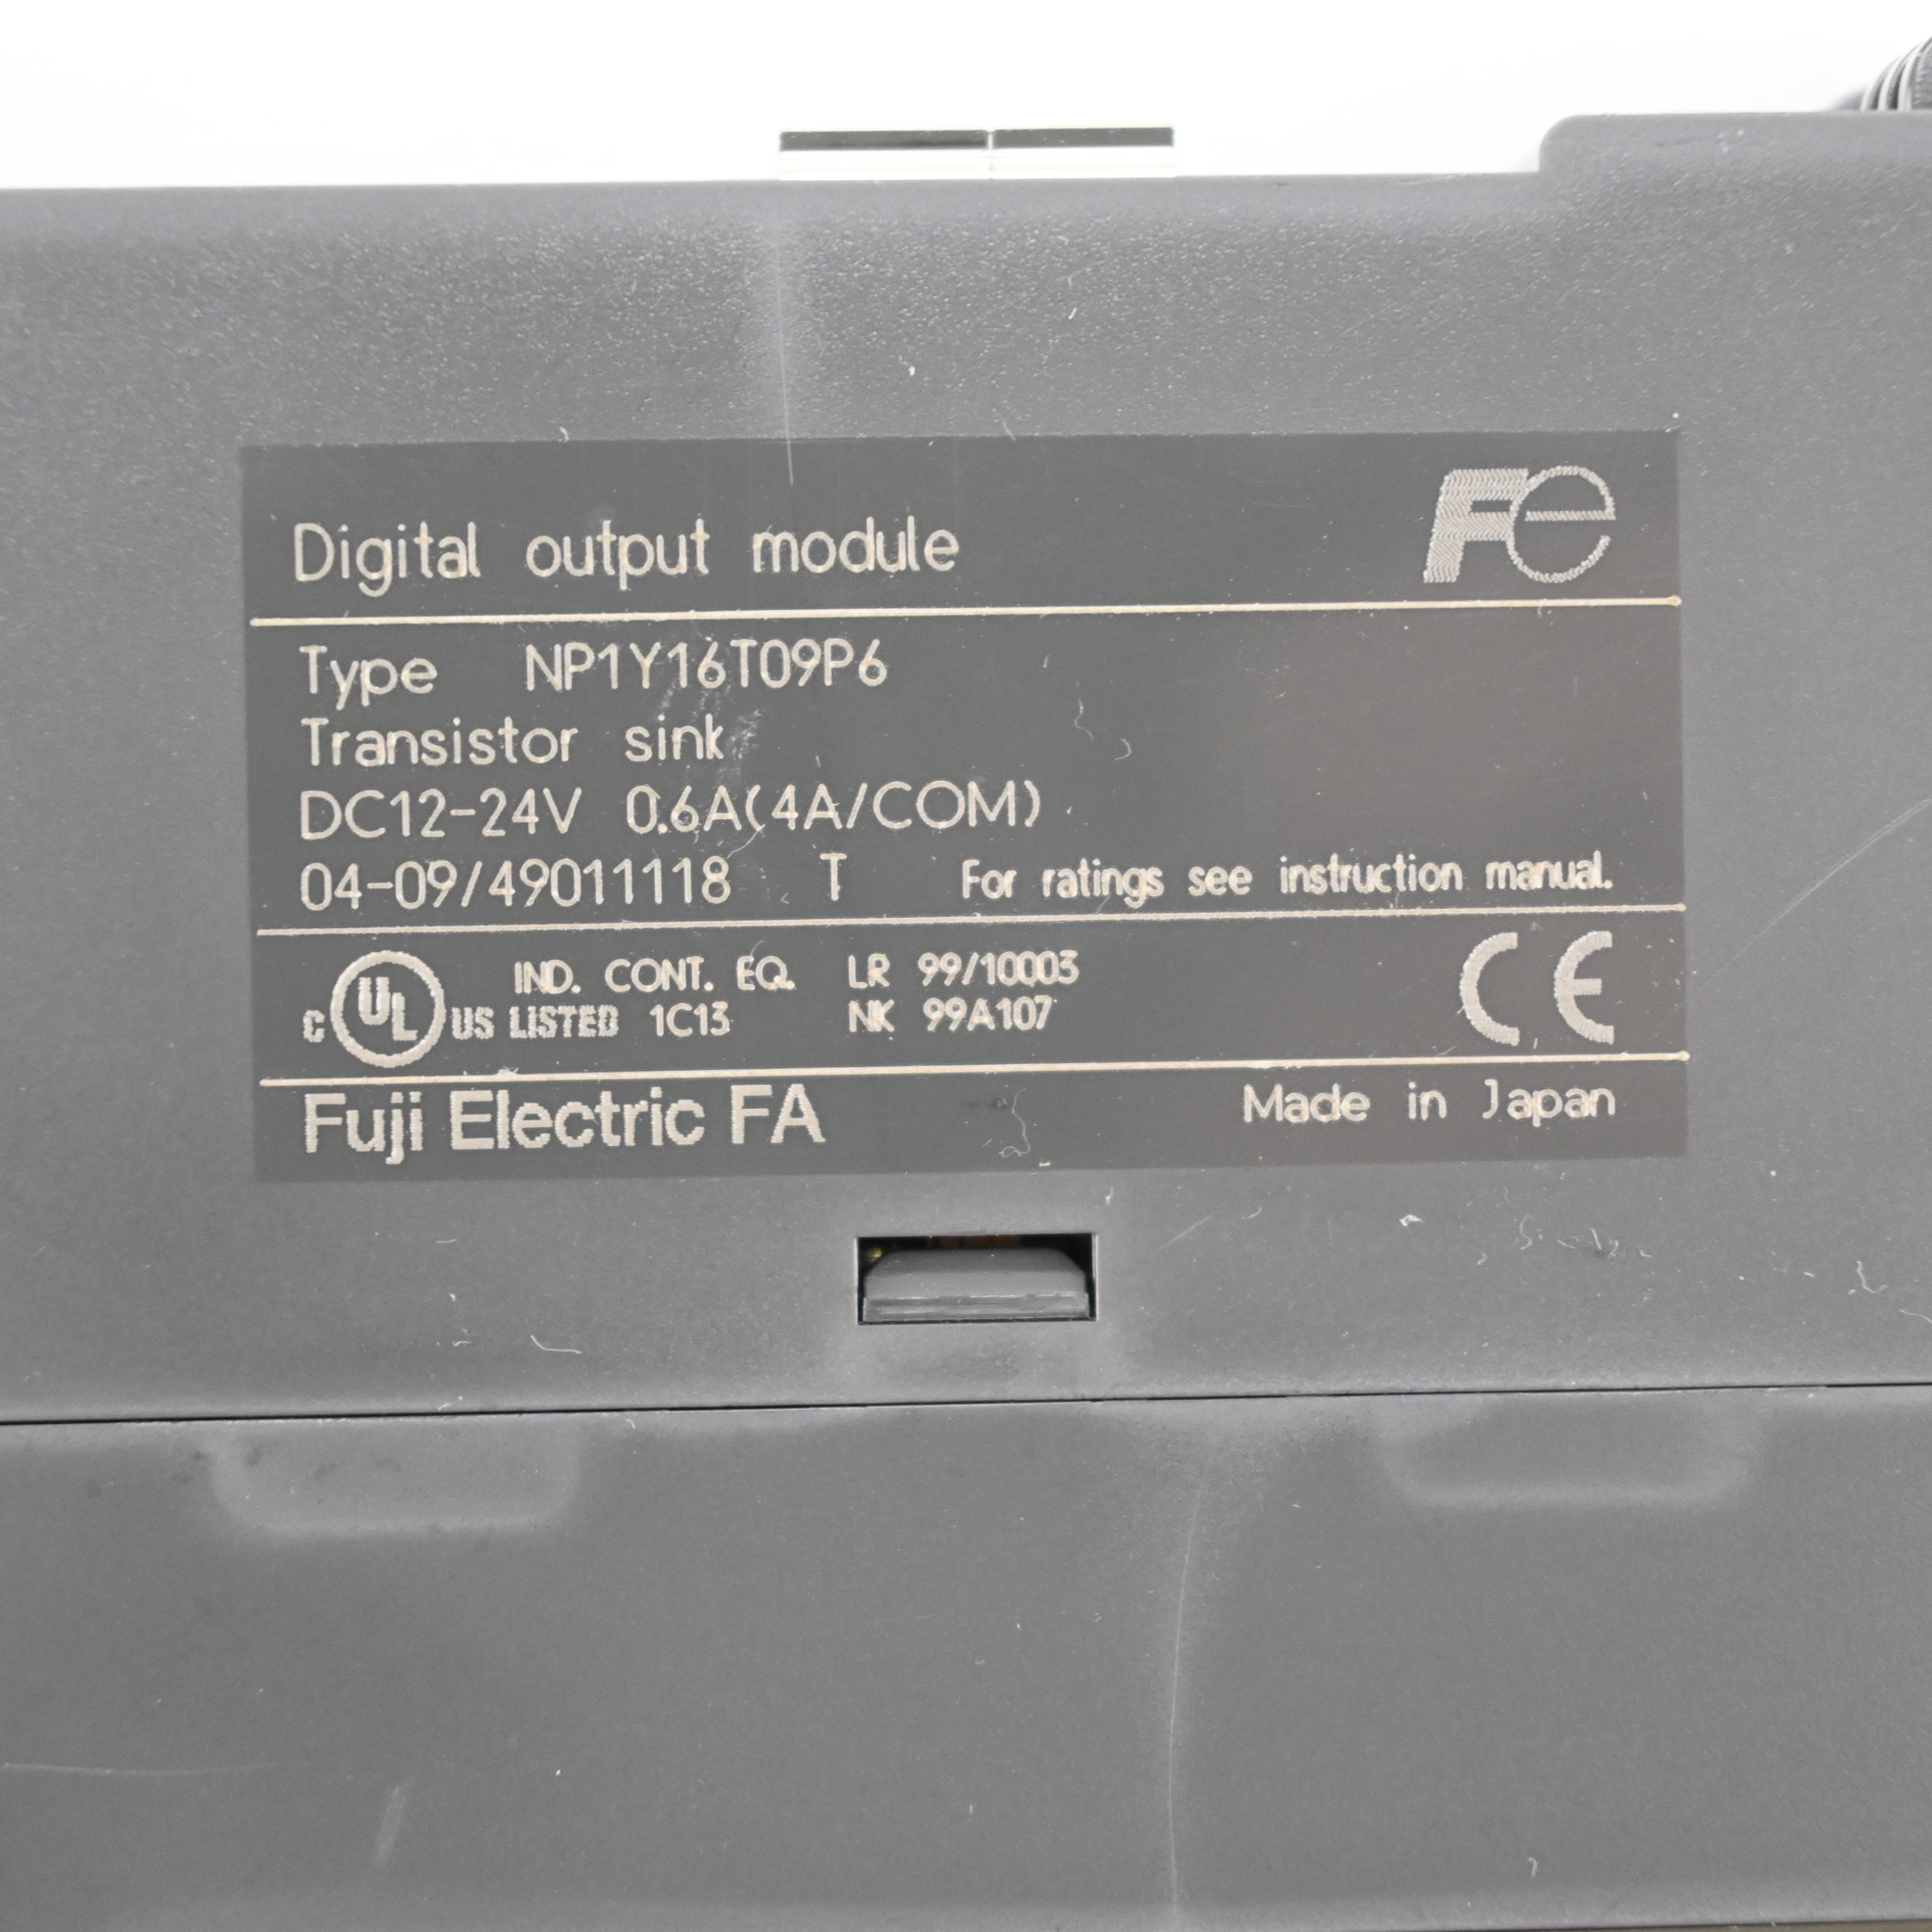 Digital output module
Fe
Type NP1Y16T09P6
Transistor sink
DC12-24V 0.6A(4A/COM)
04-09/49011118 T For ratings see instruction manual.
C UL US IND. CONT. EQ. LR 99/10003
LISTED 1C13 NK 99A107
CE
Fuji Electric FA Made in Japan